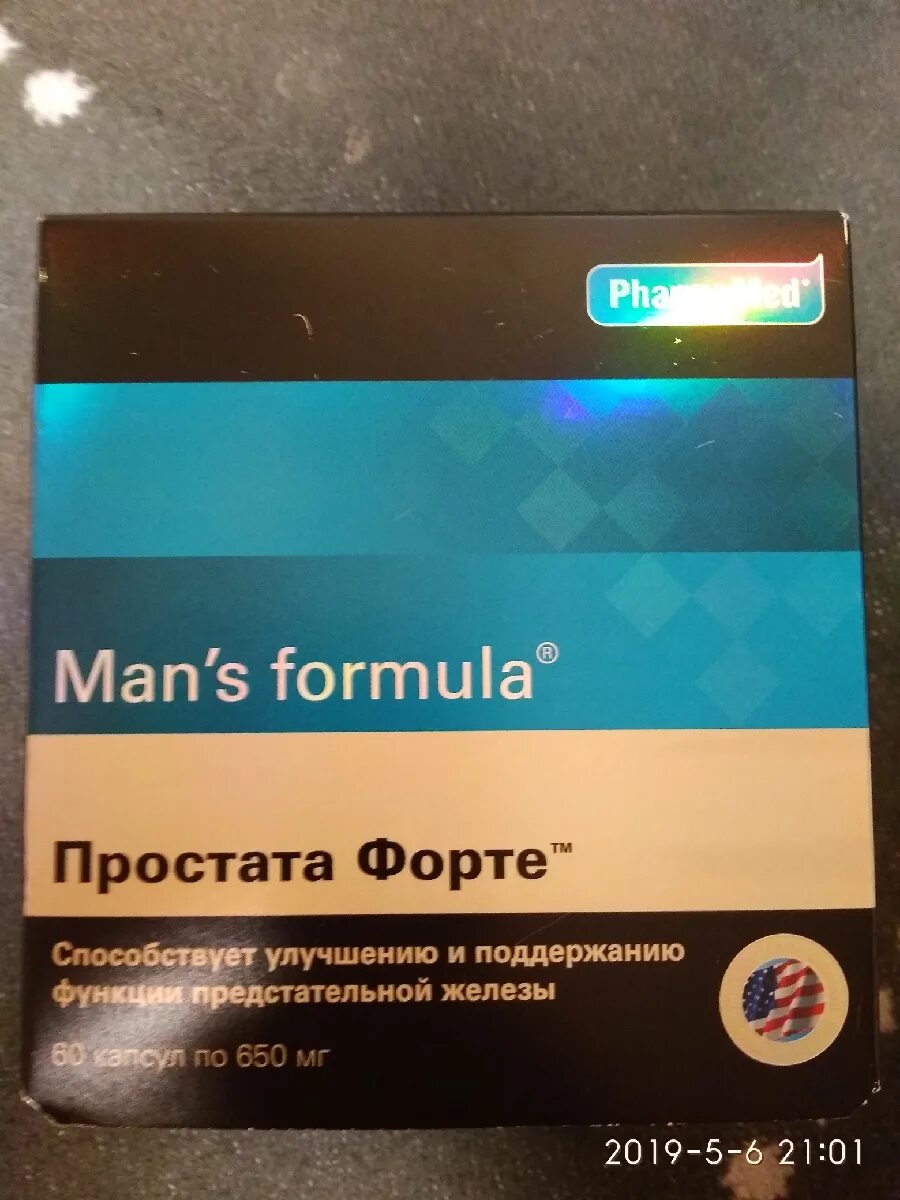 PharmaMed®
Man's formula®
Простата Форте™
Способствует улучшению и поддержанию
функции предстательной железы
60 капсул по 650 мг
2019-5-6 21:01